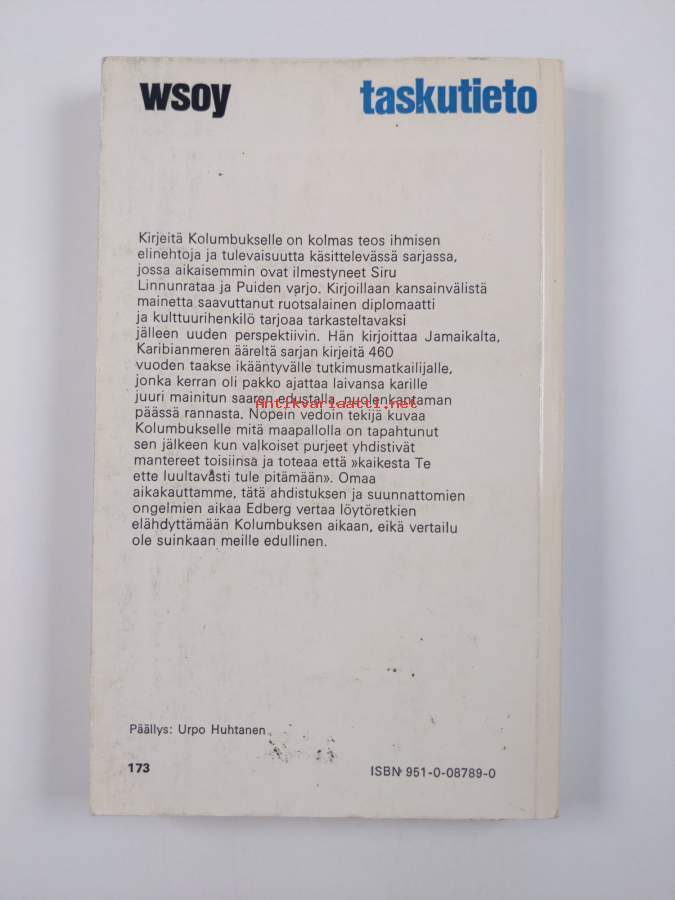 wsoy taskutieto
Kirjeitä Kolumbukselle on kolmas teos ihmisen
elinehtoja ja tulevaisuutta käsittelevässä sarjassa,
jossa aikaisemmin ovat ilmestyneet Siru
Linnunrataa ja Puiden varjo. Kirjoillaan kansainvälistä
mainetta saavuttanut ruotsalainen diplomaatti
ja kulttuurihenkilö tarjoaa tarkasteltavaksi
jälleen uuden perspektiivin. Hän kirjoittaa Jamaikalta,
Karibianmeren ääreltä sarjan kirjeitä 460
vuoden taakse ikääntyvälle tutkimusmatkailijalle,
jonka kerran oli pakko ajattaa laivansa karille
juuri mainitun saaren edustalla, nuolenkantaman
antikvariaatti.net
päässä rannasta. Nopein vedoin tekijä kuvaa
Kolumbukselle mitä maapallolla on tapahtunut
sen jälkeen kun valkoiset purjeet yhdistivät
mantereet toisiinsa ja toteaa että »kaikesta Te
ette luultavasti tule pitämään». Omaa
aikakauttamme, tätä ahdistuksen ja suunnattomien
ongelmien aikaa Edberg vertaa löytöretkien
elähdyttämään Kolumbuksen aikaan, eikä vertailu
ole suinkaan meille edullinen.
Päällys: Urpo Huhtanen
173 ISBN 951-0-08789-0